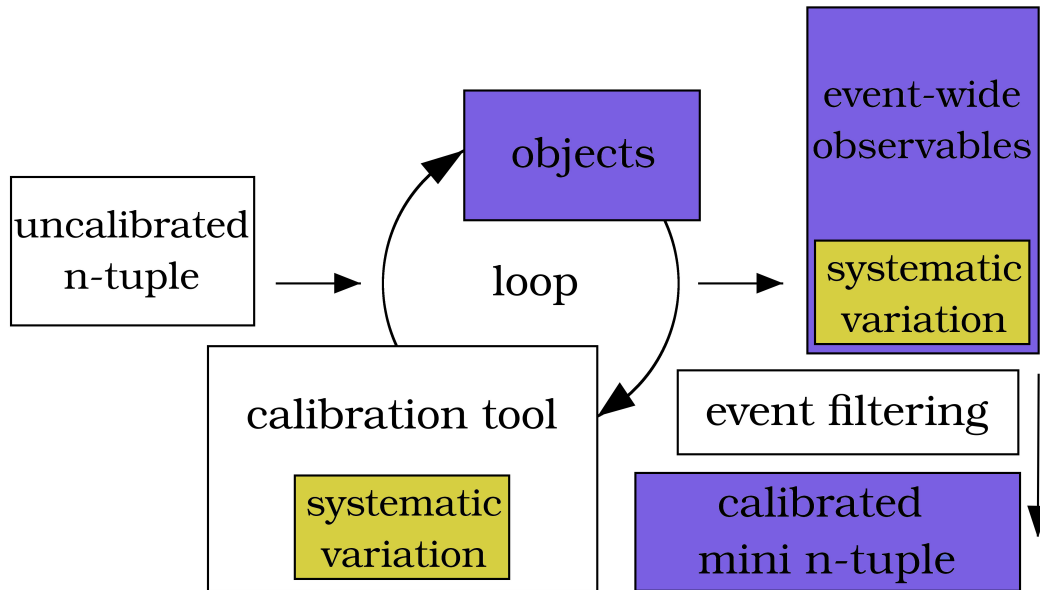 uncalibrated
n-tuple
objects
loop
calibration tool
systematic
variation
event-wide
observables
systematic
variation
event filtering
calibrated
mini n-tuple